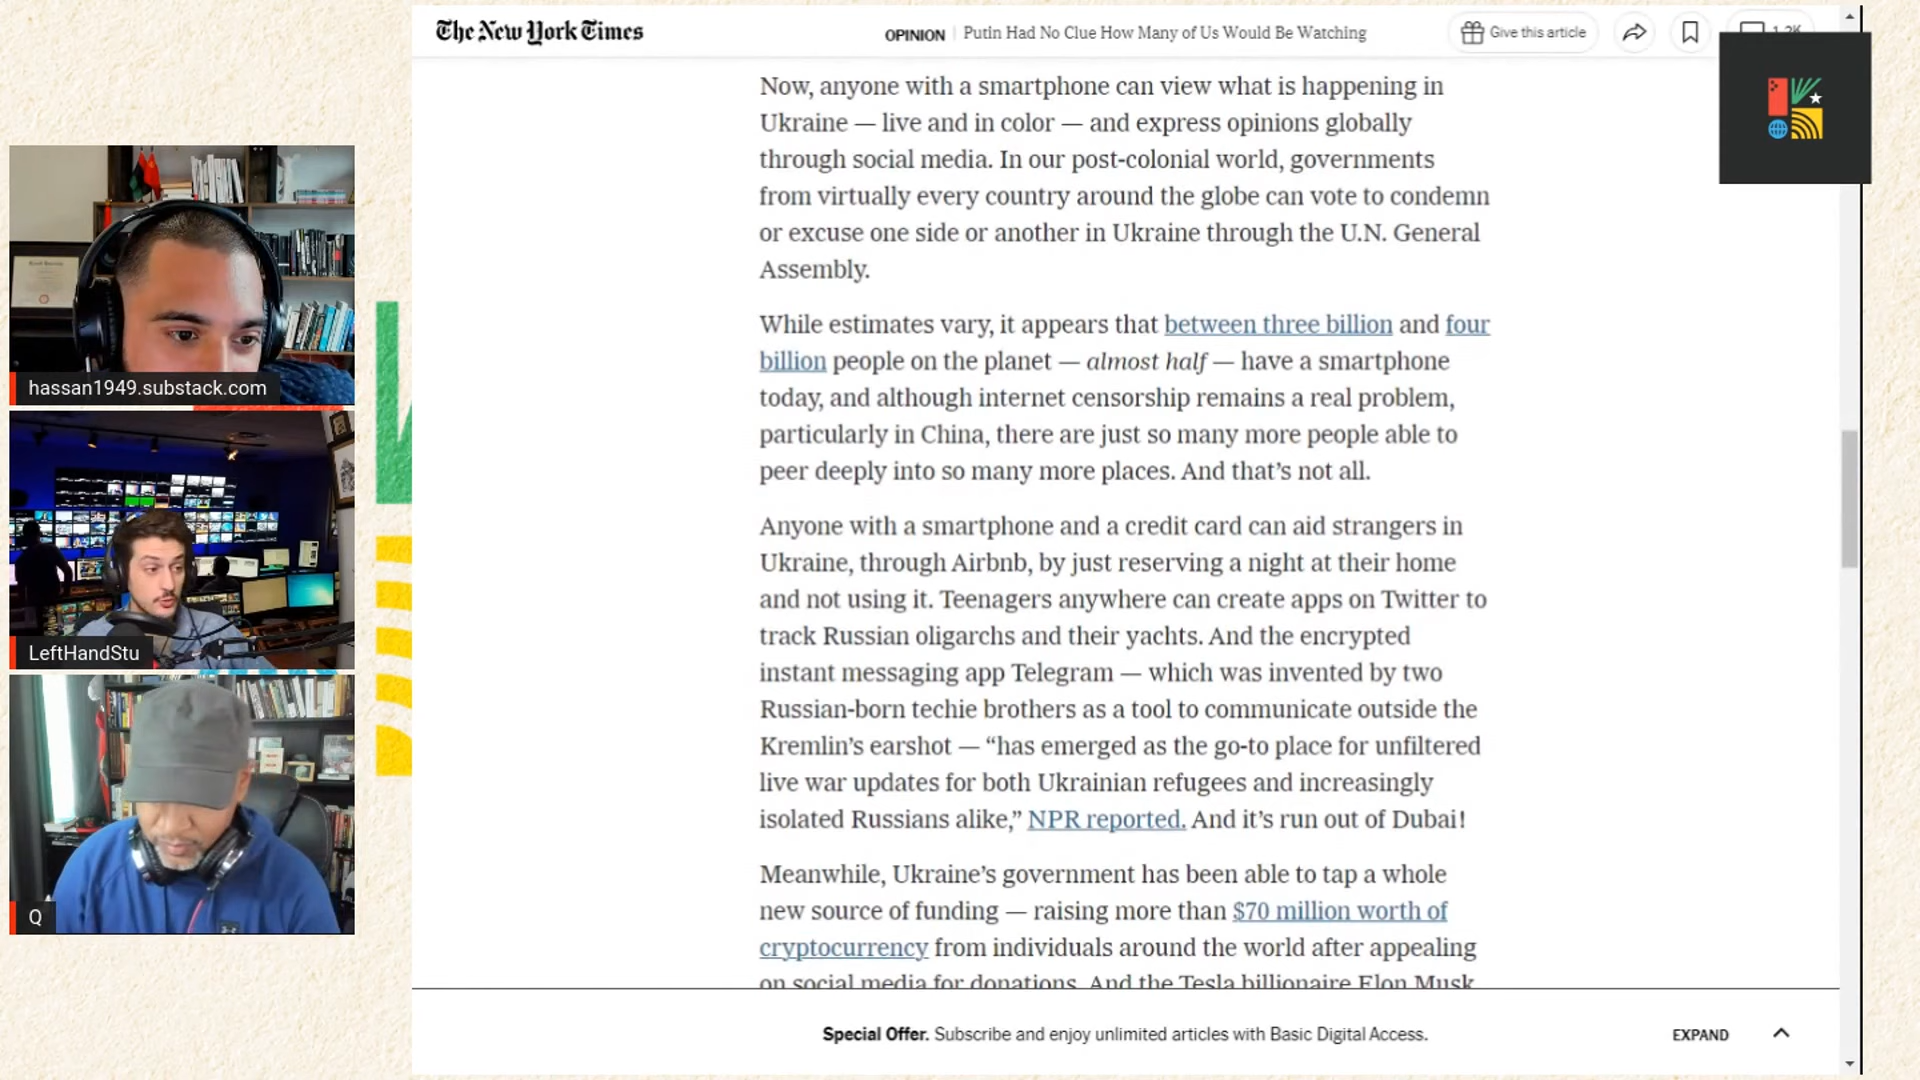 The New York Times
OPINION | Putin Had No Clue How Many of Us Would Be Watching
Give this article
1.2K
Now, anyone with a smartphone can view what is happening in
Ukraine — live and in color — and express opinions globally
through social media. In our post-colonial world, governments
from virtually every country around the globe can vote to condemn
or excuse one side or another in Ukraine through the U.N. General
Assembly.
While estimates vary, it appears that between three billion and four
billion people on the planet — almost half — have a smartphone
today, and although internet censorship remains a real problem,
particularly in China, there are just so many more people able to
peer deeply into so many more places. And that’s not all.
Anyone with a smartphone and a credit card can aid strangers in
Ukraine, through Airbnb, by just reserving a night at their home
and not using it. Teenagers anywhere can create apps on Twitter to
track Russian oligarchs and their yachts. And the encrypted
instant messaging app Telegram — which was invented by two
Russian-born techie brothers as a tool to communicate outside the
Kremlin’s earshot — “has emerged as the go-to place for unfiltered
live war updates for both Ukrainian refugees and increasingly
isolated Russians alike,” NPR reported. And it’s run out of Dubai!
Meanwhile, Ukraine’s government has been able to tap a whole
new source of funding — raising more than $70 million worth of
cryptocurrency from individuals around the world after appealing
on social media for donations. And the Tesla billionaire Elon Musk
Special Offer. Subscribe and enjoy unlimited articles with Basic Digital Access.
EXPAND
hassan1949.substack.com
LeftHandStu
Q